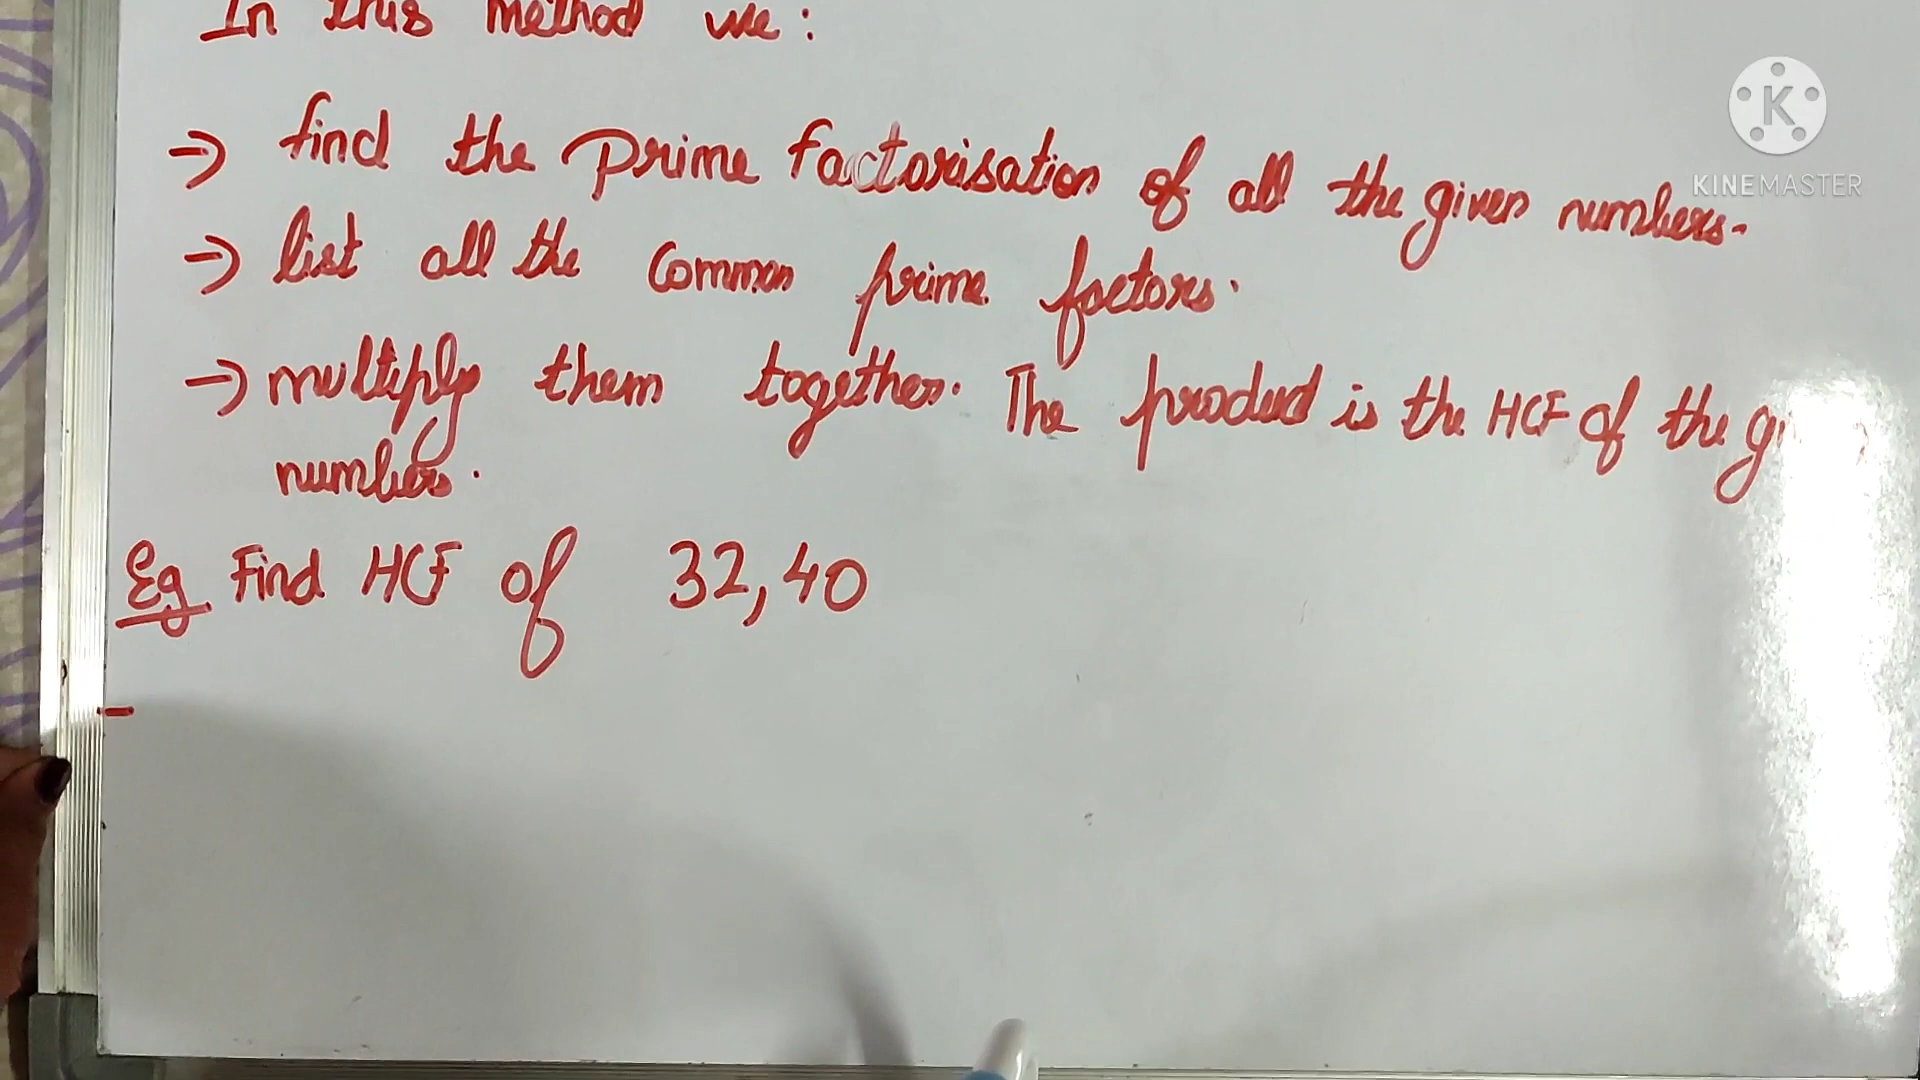 In this method we:
K
KINEMASTER
→ find the prime factorisation of all the given numbers.
→ list all the common prime factors.
→ multiply them together. The product is the HCF of the
numbers.
Eg Find HCF of 32,40